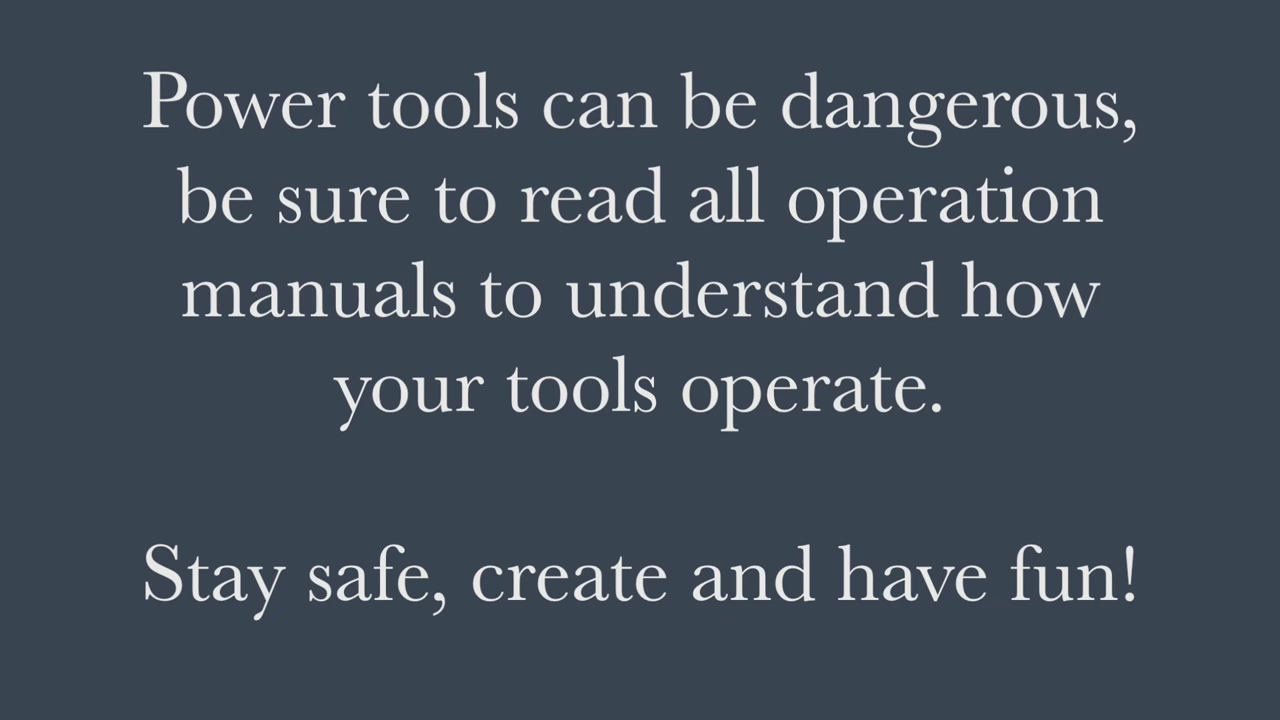 Power tools can be dangerous,
be sure to read all operation
manuals to understand how
your tools operate.
Stay safe, create and have fun!